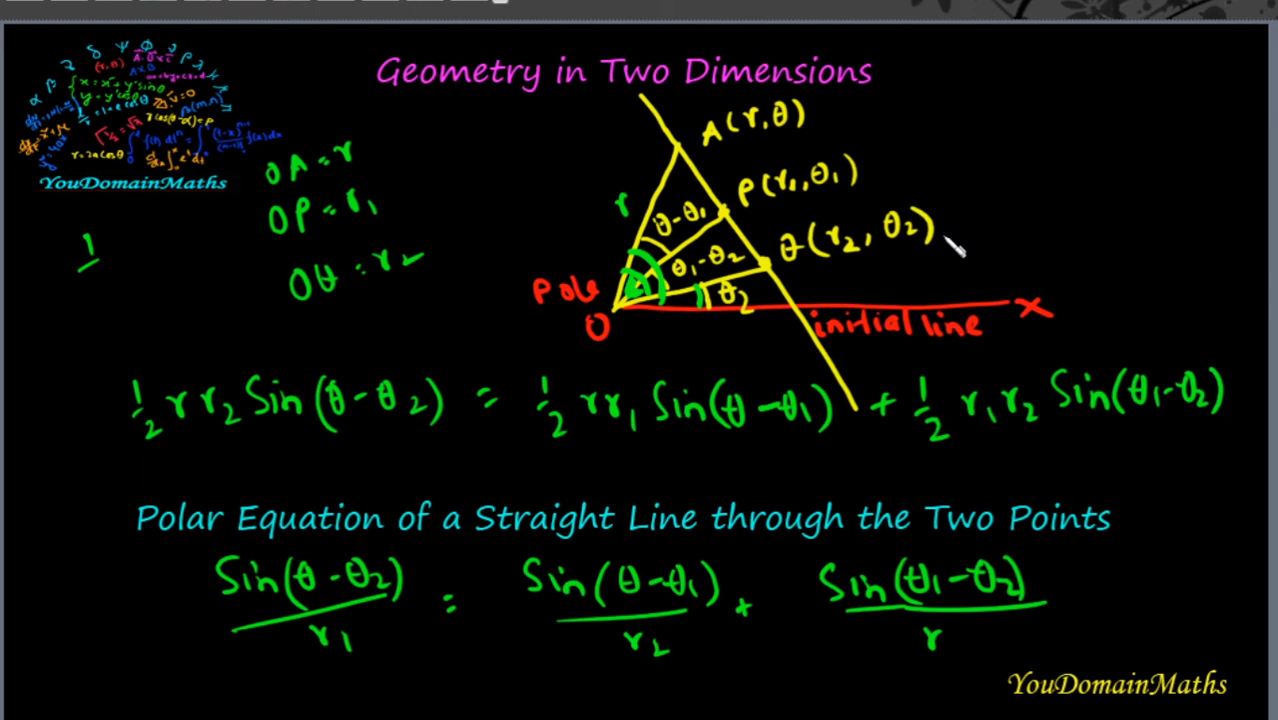 Geometry in Two Dimensions
YouDomainMaths
OA = r
OP = r₁
OQ = r₂
1
A(r, θ)
P(r₁, θ₁)
Q(r₂, θ₂)
r
θ-θ₁
θ₁-θ₂
θ₂
Pole
O
initial line
X
½ r r₂ Sin(θ-θ₂) = ½ r r₁ Sin(θ-θ₁) + ½ r₁ r₂ Sin(θ₁-θ₂)
Polar Equation of a Straight Line through the Two Points
Sin(θ-θ₂)/r₁ = Sin(θ-θ₁)/r₂ + Sin(θ₁-θ₂)/r
YouDomainMaths